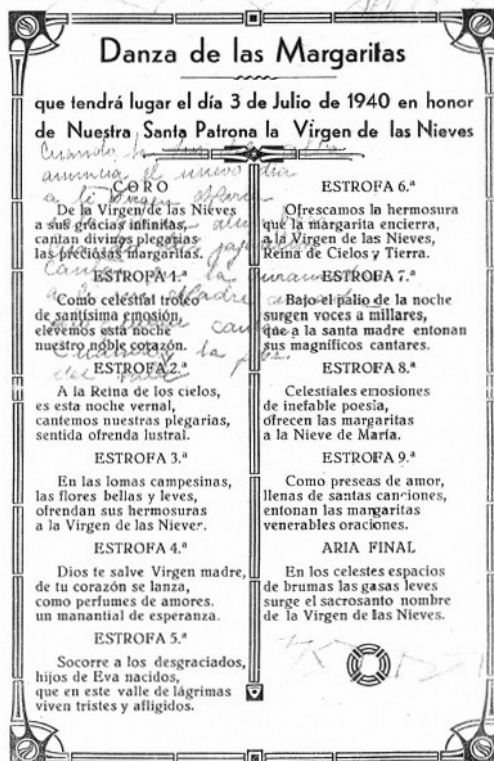 Danza de las Margaritas
que tendrá lugar el día 3 de Julio de 1940 en honor
de Nuestra Santa Patrona la Virgen de las Nieves
CORO
De la Virgen de las Nieves
a sus gracias infinitas,
cantan divinos plegarias
las preciosas margaritas.
ESTROFA 1.ª
Como celestial trofeo
de santísima emosión,
elevemos esta noche
nuestro noble corazón.
ESTROFA 2.ª
A la Reina de los cielos,
es esta noche vernal,
cantemos nuestras plegarias,
sentida ofrenda lustral.
ESTROFA 3.ª
En las lomas campesinas,
las flores bellas y leves,
ofrendan sus hermosuras
a la Virgen de las Nieves.
ESTROFA 4.ª
Dios te salve Virgen madre,
de tu corazón se lanza,
como perfumes de amores.
un manantial de esperanza.
ESTROFA 5.ª
Socorre a los desgraciados,
hijos de Eva nacidos,
que en este valle de lágrimas
viven tristes y afligidos.
ESTROFA 6.ª
Ofrescamos la hermosura
que la margarita encierra,
a la Virgen de las Nieves,
Reina de Cielos y Tierra.
ESTROFA 7.ª
Bajo el palio de la noche
surgen voces a millares,
que a la santa madre entonan
sus magníficos cantares.
ESTROFA 8.ª
Celestiales emosiones
de inefable poesía,
ofrecen las margaritas
a la Nieve de María.
ESTROFA 9.ª
Como preseas de amor,
llenas de santas canciones,
entonan las margaritas
venerables oraciones.
ARIA FINAL
En los celestes espacios
de brumas las gasas leves
surge el sacrosanto nombre
de la Virgen de las Nieves.
Cuando la
anuncia el nuevo dia